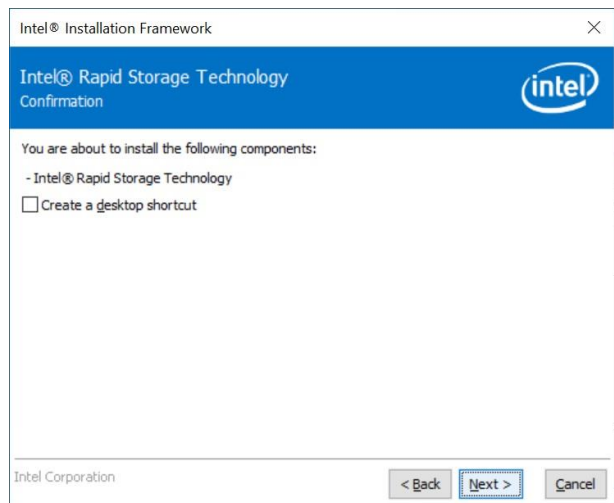 Intel® Installation Framework
Intel® Rapid Storage Technology
Confirmation
intel
You are about to install the following components:
- Intel® Rapid Storage Technology
Create a desktop shortcut
Intel Corporation
< Back
Next >
Cancel